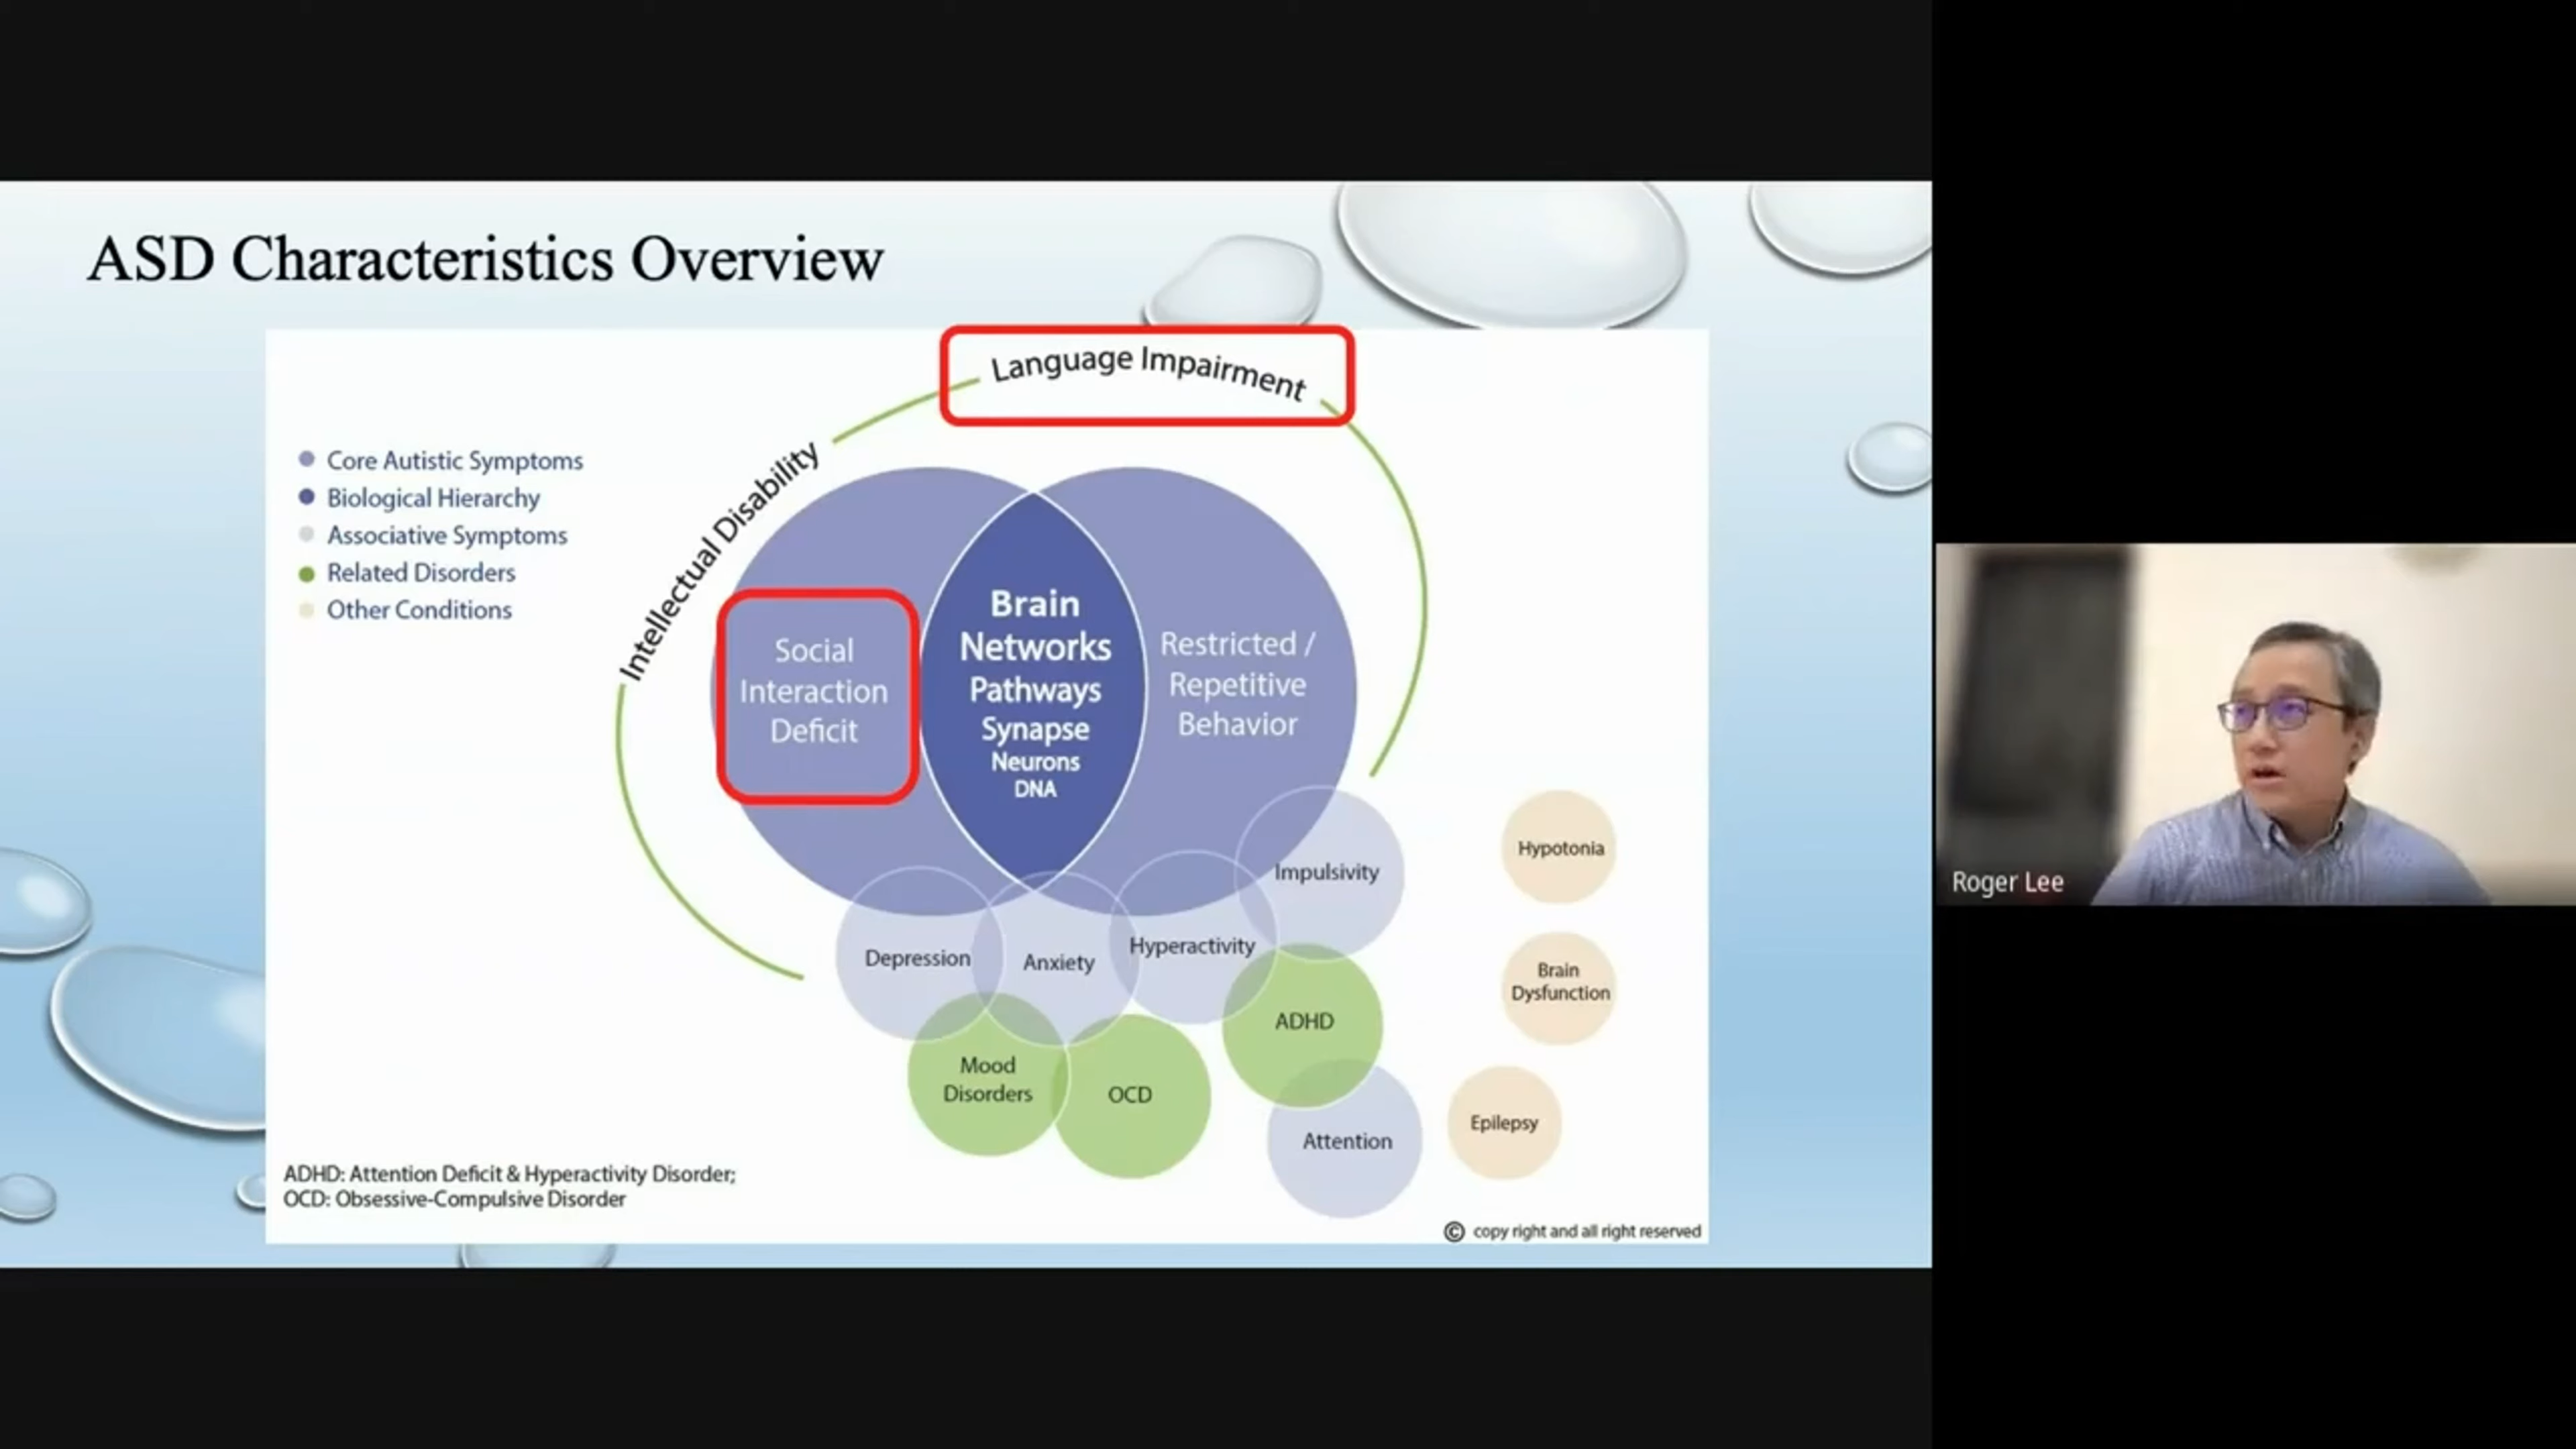 ASD Characteristics Overview
Language Impairment
Intellectual Disability
Core Autistic Symptoms
Biological Hierarchy
Associative Symptoms
Related Disorders
Other Conditions
Social
Interaction
Deficit
Brain
Networks
Pathways
Synapse
Neurons
DNA
Restricted /
Repetitive
Behavior
Impulsivity
Hyperactivity
Depression
Anxiety
Mood
Disorders
OCD
ADHD
Attention
Hypotonia
Brain
Dysfunction
Epilepsy
ADHD: Attention Deficit & Hyperactivity Disorder;
OCD: Obsessive-Compulsive Disorder
© copy right and all right reserved
Roger Lee